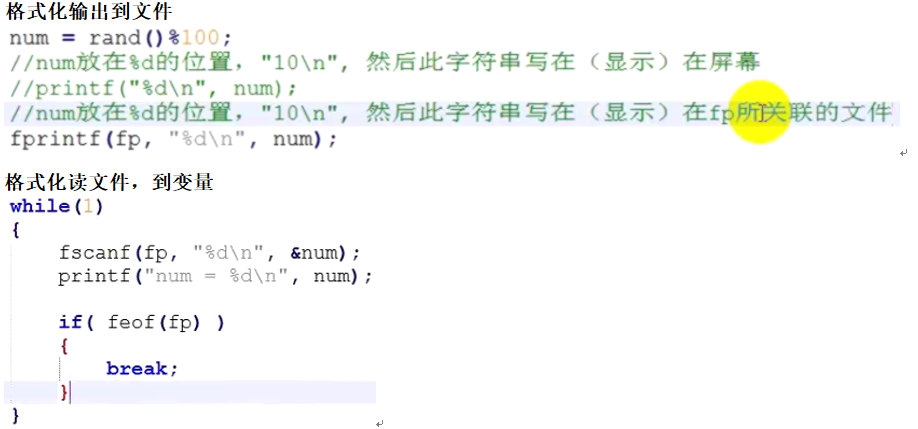 格式化输出到文件
num = rand()%100;
//num放在%d的位置，"10\n", 然后此字符串写在（显示）在屏幕
//printf("%d\n", num);
//num放在%d的位置，"10\n", 然后此字符串写在（显示）在fp所关联的文件
fprintf(fp, "%d\n", num);
格式化读文件，到变量
while(1)
{
fscanf(fp, "%d\n", &num);
printf("num = %d\n", num);
if( feof(fp) )
{
break;
}
}